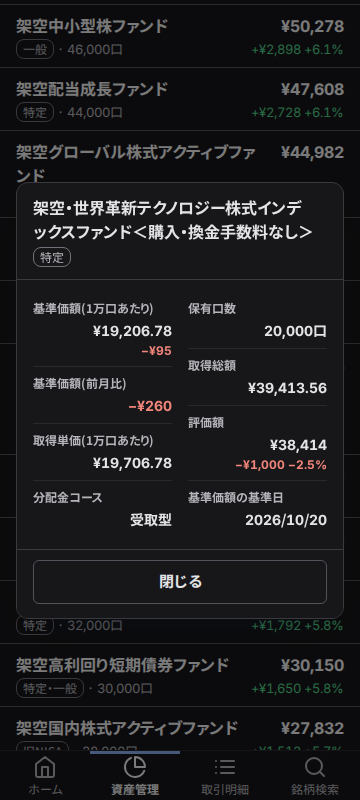 架空中小型株ファンド ¥50,278
一般 · 46,000口 +¥2,898 +6.1%
架空配当成長ファンド ¥47,608
特定 · 44,000口 +¥2,728 +6.1%
架空グローバル株式アクティブファ ¥44,982
ンド
架空・世界革新テクノロジー株式インデ
ックスファンド＜購入・換金手数料なし＞
特定
基準価額(1万口あたり)
¥19,206.78
−¥95
基準価額(前月比)
−¥260
取得単価(1万口あたり)
¥19,706.78
分配金コース
受取型
保有口数
20,000口
取得総額
¥39,413.56
評価額
¥38,414
−¥1,000 −2.5%
基準価額の基準日
2026/10/20
閉じる
特定 · 32,000口 +¥1,792 +5.8%
架空高利回り短期債券ファンド ¥30,150
特定・一般 · 30,000口 +¥1,650 +5.8%
架空国内株式アクティブファンド ¥27,832
ホーム 資産管理 取引明細 銘柄検索